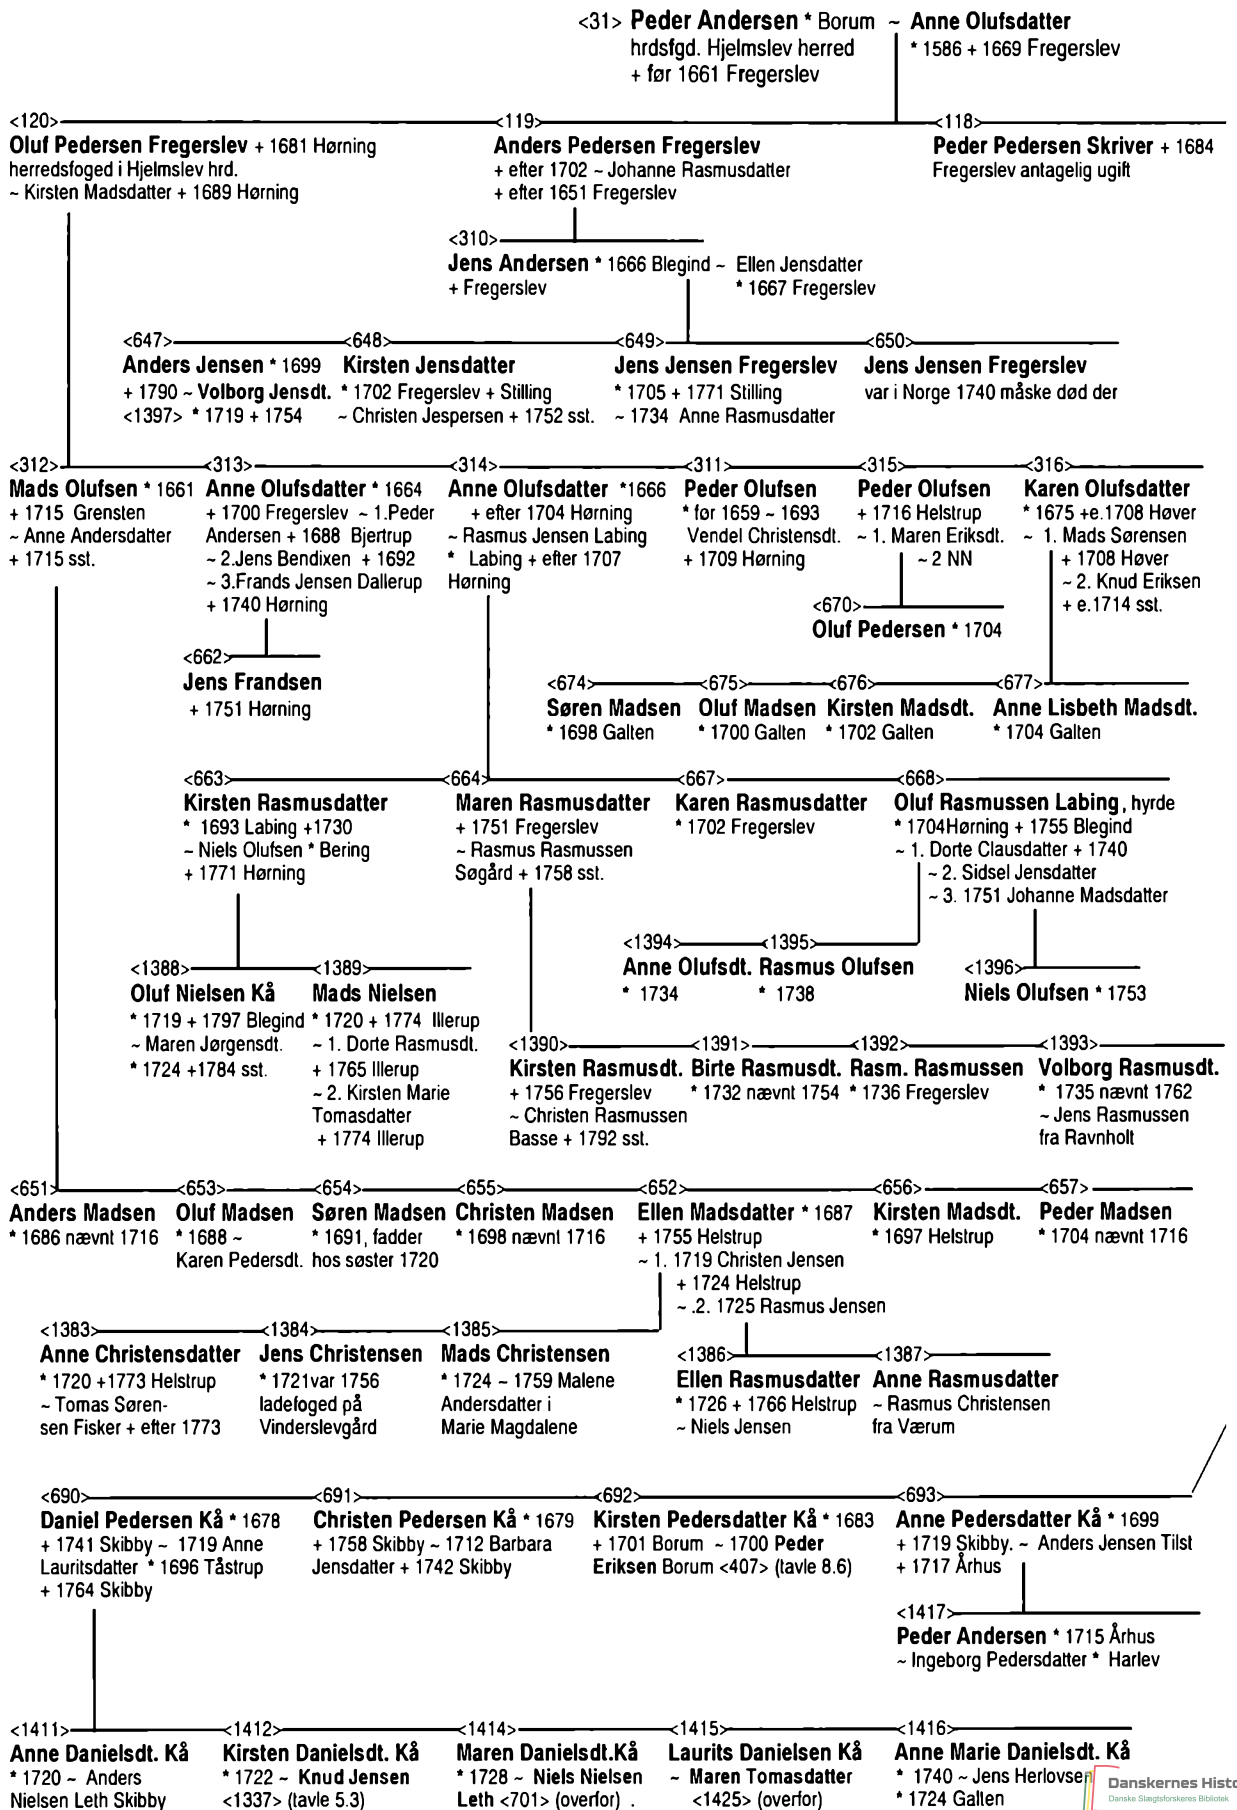 <31> Peder Andersen * Borum ~ Anne Olufsdatter
hrdsfgd. Hjelmslev herred * 1586 + 1669 Fregerslev
+ før 1661 Fregerslev
<120> <119> <118>
Oluf Pedersen Fregerslev + 1681 Hørning
herredsfoged i Hjelmslev hrd.
~ Kirsten Madsdatter + 1689 Hørning
Anders Pedersen Fregerslev
+ efter 1702 ~ Johanne Rasmusdatter
+ efter 1651 Fregerslev
Peder Pedersen Skriver + 1684
Fregerslev antagelig ugift
<310>
Jens Andersen * 1666 Blegind ~ Ellen Jensdatter
+ Fregerslev * 1667 Fregerslev
<647> <648> <649> <650>
Anders Jensen * 1699
+ 1790 ~ Volborg Jensdt.
<1397> * 1719 + 1754
Kirsten Jensdatter
* 1702 Fregerslev + Stilling
~ Christen Jespersen + 1752 sst.
Jens Jensen Fregerslev
* 1705 + 1771 Stilling
~ 1734 Anne Rasmusdatter
Jens Jensen Fregerslev
var i Norge 1740 måske død der
<312> <313> <314> <311> <315> <316>
Mads Olufsen * 1661
+ 1715 Grensten
~ Anne Andersdatter
+ 1715 sst.
Anne Olufsdatter * 1664
+ 1700 Fregerslev ~ 1.Peder
Andersen + 1688 Bjertrup
~ 2.Jens Bendixen + 1692
~ 3.Frands Jensen Dallerup
+ 1740 Hørning
Anne Olufsdatter *1666
+ efter 1704 Hørning
~ Rasmus Jensen Labing
* Labing + efter 1707
Hørning
Peder Olufsen
* før 1659 ~ 1693
Vendel Christensdt.
+ 1709 Hørning
Peder Olufsen
+ 1716 Helstrup
~ 1. Maren Eriksdt.
~ 2 NN
Karen Olufsdatter
* 1675 +e.1708 Høver
~ 1. Mads Sørensen
+ 1708 Høver
~ 2. Knud Eriksen
+ e.1714 sst.
<670>
Oluf Pedersen * 1704
<662>
Jens Frandsen
+ 1751 Hørning
<674> <675> <676> <677>
Søren Madsen
* 1698 Galten
Oluf Madsen
* 1700 Galten
Kirsten Madsdt.
* 1702 Galten
Anne Lisbeth Madsdt.
* 1704 Galten
<663> <664> <667> <668>
Kirsten Rasmusdatter
* 1693 Labing +1730
~ Niels Olufsen * Bering
+ 1771 Hørning
Maren Rasmusdatter
+ 1751 Fregerslev
~ Rasmus Rasmussen
Søgård + 1758 sst.
Karen Rasmusdatter
* 1702 Fregerslev
Oluf Rasmussen Labing, hyrde
* 1704Hørning + 1755 Blegind
~ 1. Dorte Clausdatter + 1740
~ 2. Sidsel Jensdatter
~ 3. 1751 Johanne Madsdatter
<1394> <1395>
Anne Olufsdt. Rasmus Olufsen
* 1734 * 1738
<1396>
Niels Olufsen * 1753
<1388> <1389>
Oluf Nielsen Kå
* 1719 + 1797 Blegind
~ Maren Jørgensdt.
* 1724 +1784 sst.
Mads Nielsen
* 1720 + 1774 Illerup
~ 1. Dorte Rasmusdt.
+ 1765 Illerup
~ 2. Kirsten Marie
Tomasdatter
+ 1774 Illerup
<1390> <1391> <1392> <1393>
Kirsten Rasmusdt.
+ 1756 Fregerslev
~ Christen Rasmussen
Basse + 1792 sst.
Birte Rasmusdt.
* 1732 nævnt 1754
Rasm. Rasmussen
* 1736 Fregerslev
Volborg Rasmusdt.
* 1735 nævnt 1762
~ Jens Rasmussen
fra Ravnholt
<651> <653> <654> <655> <652> <656> <657>
Anders Madsen
* 1686 nævnt 1716
Oluf Madsen
* 1688 ~
Karen Pedersdt.
Søren Madsen
* 1691, fadder
hos søster 1720
Christen Madsen
* 1698 nævnt 1716
Ellen Madsdatter * 1687
+ 1755 Helstrup
~ 1. 1719 Christen Jensen
+ 1724 Helstrup
~ .2. 1725 Rasmus Jensen
Kirsten Madsdt.
* 1697 Helstrup
Peder Madsen
* 1704 nævnt 1716
<1383> <1384> <1385>
Anne Christensdatter
* 1720 +1773 Helstrup
~ Tomas Søren-
sen Fisker + efter 1773
Jens Christensen
* 1721var 1756
ladefoged på
Vinderslevgård
Mads Christensen
* 1724 ~ 1759 Malene
Andersdatter i
Marie Magdalene
<1386> <1387>
Ellen Rasmusdatter
* 1726 + 1766 Helstrup
~ Niels Jensen
Anne Rasmusdatter
~ Rasmus Christensen
fra Værum
<690> <691> <692> <693>
Daniel Pedersen Kå * 1678
+ 1741 Skibby ~ 1719 Anne
Lauritsdatter * 1696 Tåstrup
+ 1764 Skibby
Christen Pedersen Kå * 1679
+ 1758 Skibby ~ 1712 Barbara
Jensdatter + 1742 Skibby
Kirsten Pedersdatter Kå * 1683
+ 1701 Borum ~ 1700 Peder
Eriksen Borum <407> (tavle 8.6)
Anne Pedersdatter Kå * 1699
+ 1719 Skibby. ~ Anders Jensen Tilst
+ 1717 Århus
<1417>
Peder Andersen * 1715 Århus
~ Ingeborg Pedersdatter * Harlev
<1411> <1412> <1414> <1415> <1416>
Anne Danielsdt. Kå
* 1720 ~ Anders
Nielsen Leth Skibby
Kirsten Danielsdt. Kå
* 1722 ~ Knud Jensen
<1337> (tavle 5.3)
Maren Danielsdt.Kå
* 1728 ~ Niels Nielsen
Leth <701> (overfor) .
Laurits Danielsen Kå
~ Maren Tomasdatter
<1425> (overfor)
Anne Marie Danielsdt. Kå
* 1740 ~ Jens Herlovsen
* 1724 Galten
Danskernes Histo
Danske Slægtsforskeres Bibliotek